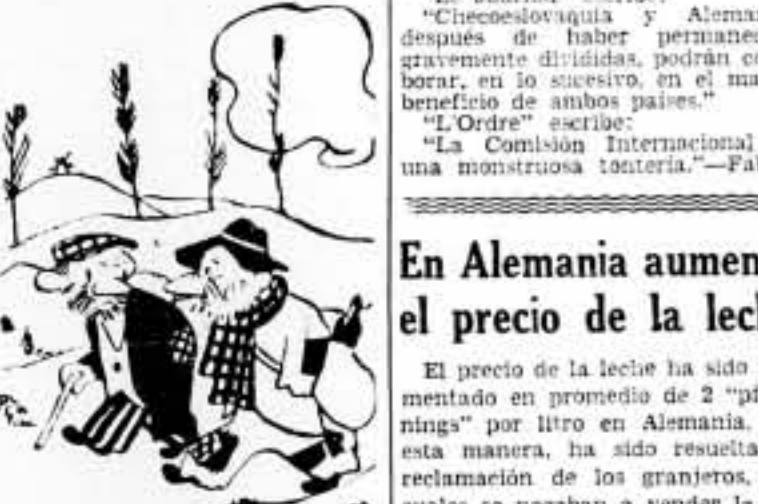 "Checoeslovaquia y Alema
después de haber permane
gravemente divididas, podrán c
borar, en lo sucesivo, en el ma
beneficio de ambos países."
"L'Ordre" escribe:
"La Comisión Internacional
una monstruosa tontería."—Fa
En Alemania aumen
el precio de la lec
El precio de la leche ha sido
mentado en promedio de 2 "pf
nings" por litro en Alemania.
esta manera, ha sido resuelta
reclamación de los granjeros,